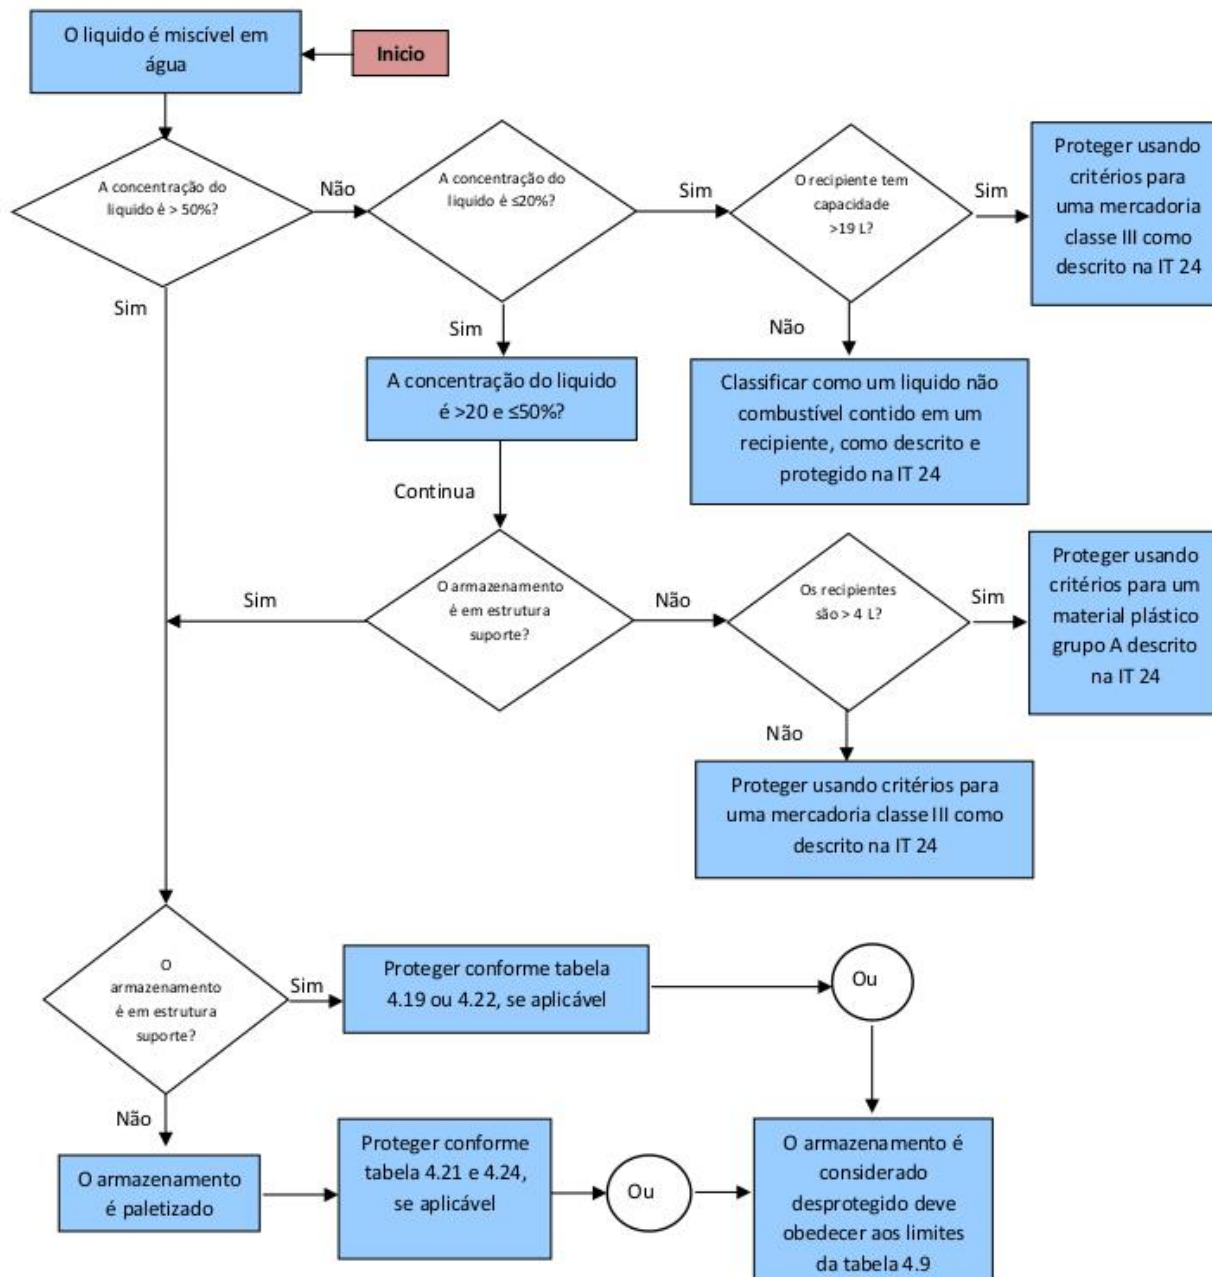 O liquido é miscível em
água
Inicio
A concentração do
liquido é > 50%?
Não
A concentração do
liquido é ≤20%?
Sim
O recipiente tem
capacidade
>19 L?
Sim
Proteger usando
critérios para
uma mercadoria
classe III como
descrito na IT 24
Sim
Sim
Não
A concentração do liquido
é >20 e ≤50%?
Classificar como um liquido não
combustível contido em um
recipiente, como descrito e
protegido na IT 24
Continua
Sim
O armazenamento
é em estrutura
suporte?
Não
Os recipientes
são > 4 L?
Sim
Proteger usando
critérios para um
material plástico
grupo A descrito
na IT 24
Não
Proteger usando critérios para
uma mercadoria classe III como
descrito na IT 24
O
armazenamento
é em estrutura
suporte?
Sim
Proteger conforme tabela
4.19 ou 4.22, se aplicável
Ou
Não
O armazenamento
é paletizado
Proteger conforme
tabela 4.21 e 4.24,
se aplicável
Ou
O armazenamento é
considerado
desprotegido deve
obedecer aos limites
da tabela 4.9